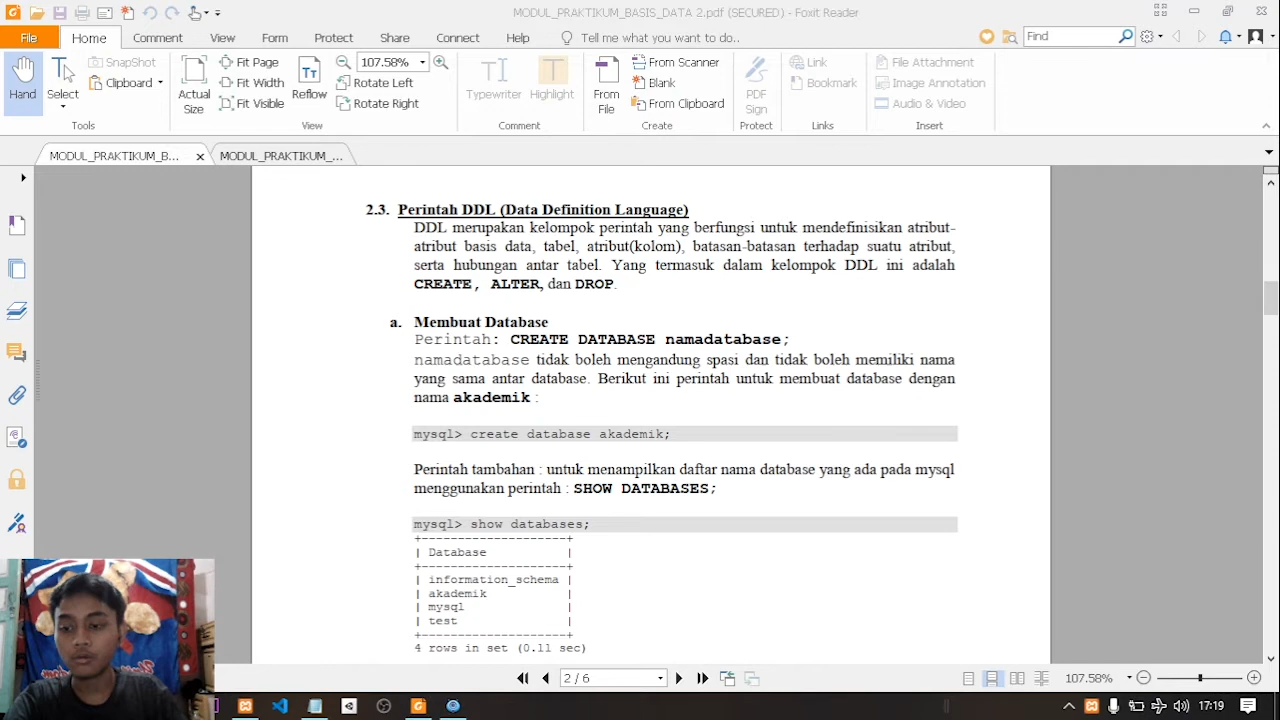 MODUL_PRAKTIKUM_BASIS_DATA 2.pdf (SECURED) - Foxit Reader
File Home Comment View Form Protect Share Connect Help Tell me what you want to do.. Find
Hand
Select
SnapShot
Clipboard
Tools
Actual Size
Fit Page
Fit Width
Fit Visible
Reflow
107.58%
Rotate Left
Rotate Right
View
Typewriter
Highlight
Comment
From File
From Scanner
Blank
From Clipboard
Create
PDF Sign
Protect
Link
Bookmark
Links
File Attachment
Image Annotation
Audio & Video
Insert
MODUL_PRAKTIKUM_B... MODUL_PRAKTIKUM_...
2.3. Perintah DDL (Data Definition Language)
DDL merupakan kelompok perintah yang berfungsi untuk mendefinisikan atribut-
atribut basis data, tabel, atribut(kolom), batasan-batasan terhadap suatu atribut,
serta hubungan antar tabel. Yang termasuk dalam kelompok DDL ini adalah
CREATE, ALTER, dan DROP.
a. Membuat Database
Perintah: CREATE DATABASE namadatabase;
namadatabase tidak boleh mengandung spasi dan tidak boleh memiliki nama
yang sama antar database. Berikut ini perintah untuk membuat database dengan
nama akademik :
mysql> create database akademik;
Perintah tambahan : untuk menampilkan daftar nama database yang ada pada mysql
menggunakan perintah : SHOW DATABASES;
mysql> show databases;
+--------------------+
| Database |
+--------------------+
| information_schema |
| akademik |
| mysql |
| test |
+--------------------+
4 rows in set (0.11 sec)
2 / 6
107.58%
17:19